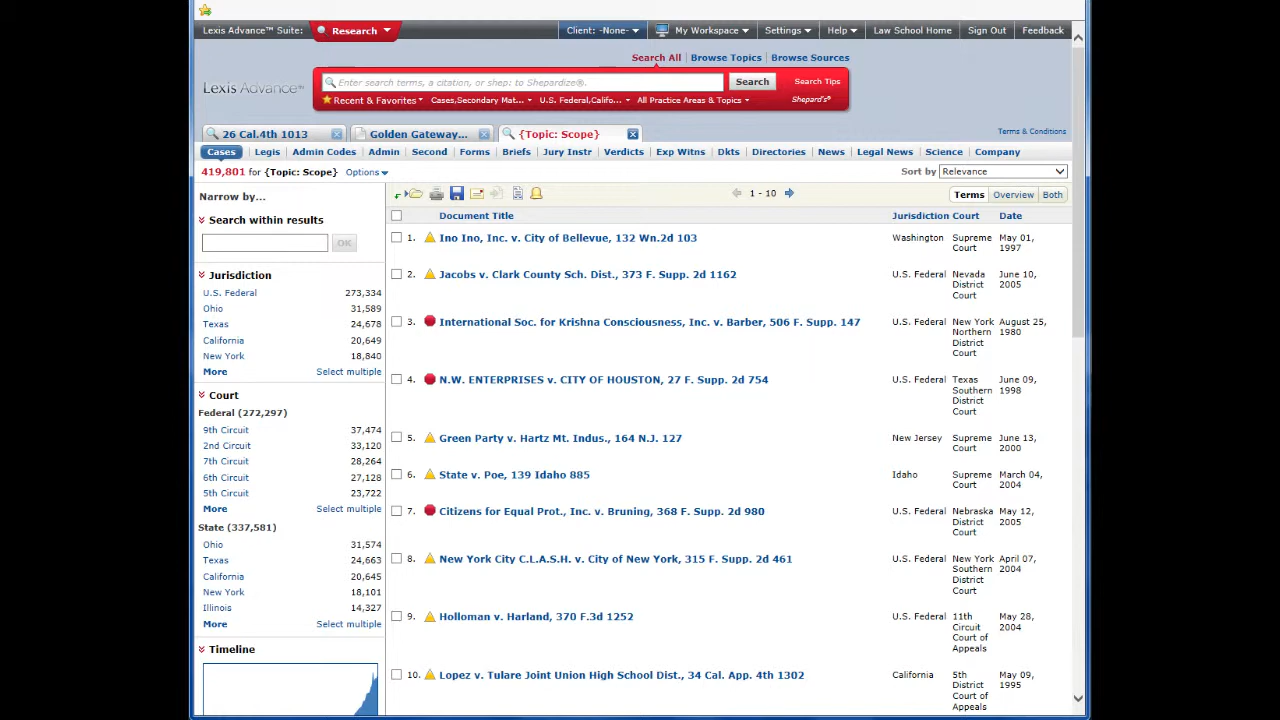 Lexis Advance™ Suite: Research Client: -None- My Workspace Settings Help Law School Home Sign Out Feedback
Search All Browse Topics Browse Sources
Lexis Advance™ Enter search terms, a citation, or shep: to Shepardize®. Search Search Tips
Recent & Favorites Cases,Secondary Mat... U.S. Federal,Califo... All Practice Areas & Topics Shepard's®
26 Cal.4th 1013 Golden Gateway... {Topic: Scope} Terms & Conditions
Cases Legis Admin Codes Admin Second Forms Briefs Jury Instr Verdicts Exp Witns Dkts Directories News Legal News Science Company
419,801 for {Topic: Scope} Options Sort by Relevance
Narrow by... 1 - 10 Terms Overview Both
Search within results
OK
Jurisdiction
U.S. Federal 273,334
Ohio 31,589
Texas 24,678
California 20,649
New York 18,840
More Select multiple
Court
Federal (272,297)
9th Circuit 37,474
2nd Circuit 33,120
7th Circuit 28,264
6th Circuit 27,128
5th Circuit 23,722
More Select multiple
State (337,581)
Ohio 31,574
Texas 24,663
California 20,645
New York 18,101
Illinois 14,327
More Select multiple
Timeline
Document Title Jurisdiction Court Date
1. Ino Ino, Inc. v. City of Bellevue, 132 Wn.2d 103 Washington Supreme May 01,
Court 1997
2. Jacobs v. Clark County Sch. Dist., 373 F. Supp. 2d 1162 U.S. Federal Nevada June 10,
District 2005
Court
3. International Soc. for Krishna Consciousness, Inc. v. Barber, 506 F. Supp. 147 U.S. Federal New York August 25,
Northern 1980
District
Court
4. N.W. ENTERPRISES v. CITY OF HOUSTON, 27 F. Supp. 2d 754 U.S. Federal Texas June 09,
Southern 1998
District
Court
5. Green Party v. Hartz Mt. Indus., 164 N.J. 127 New Jersey Supreme June 13,
Court 2000
6. State v. Poe, 139 Idaho 885 Idaho Supreme March 04,
Court 2004
7. Citizens for Equal Prot., Inc. v. Bruning, 368 F. Supp. 2d 980 U.S. Federal Nebraska May 12,
District 2005
Court
8. New York City C.L.A.S.H. v. City of New York, 315 F. Supp. 2d 461 U.S. Federal New York April 07,
Southern 2004
District
Court
9. Holloman v. Harland, 370 F.3d 1252 U.S. Federal 11th May 28,
Circuit 2004
Court of
Appeals
10. Lopez v. Tulare Joint Union High School Dist., 34 Cal. App. 4th 1302 California 5th May 09,
District 1995
Court of
Appeals